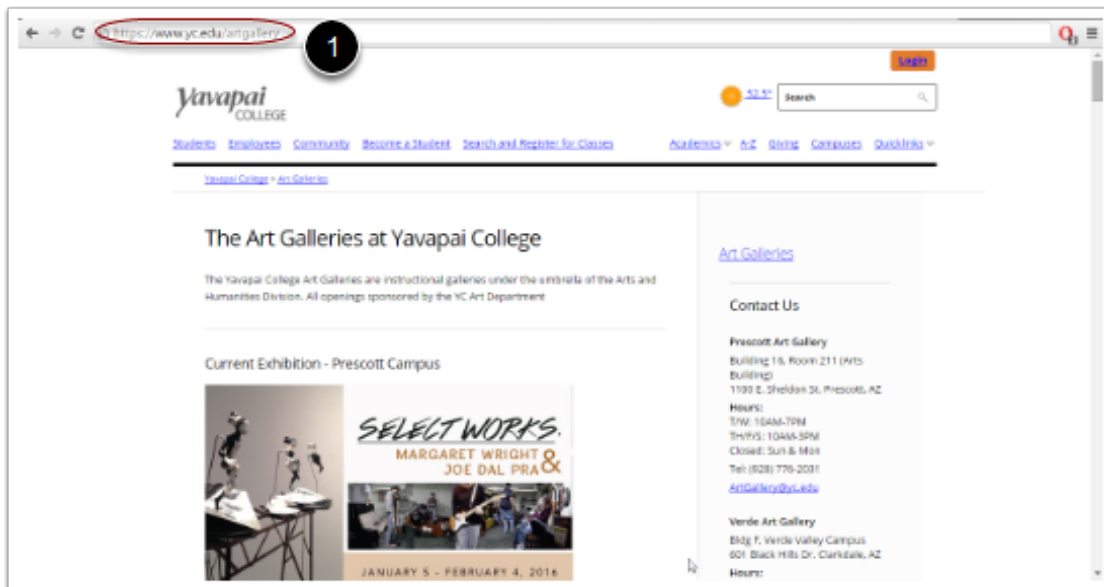 https://www.yc.edu/artgallery
1
Login
Yavapai
COLLEGE
52.5°
Search
Students Employees Community Become a Student Search and Register for Classes Academics A-Z Giving Campuses Quicklinks
Yavapai College » Art Galleries
The Art Galleries at Yavapai College
The Yavapai College Art Galleries are instructional galleries under the umbrella of the Arts and
Humanities Division. All openings sponsored by the YC Art Department
Current Exhibition - Prescott Campus
SELECT WORKS.
MARGARET WRIGHT &
JOE DAL PRA
JANUARY 5 - FEBRUARY 4, 2016
Art Galleries
Contact Us
Prescott Art Gallery
Building 16, Room 211 (Arts
Building)
1100 E. Sheldon St. Prescott, AZ
Hours:
T/W: 10AM-7PM
TH/F/S: 10AM-3PM
Closed: Sun & Mon
Tel: (928) 776-2031
ArtGallery@yc.edu
Verde Art Gallery
Bldg F, Verde Valley Campus
601 Black Hills Dr. Clarkdale, AZ
Hours: